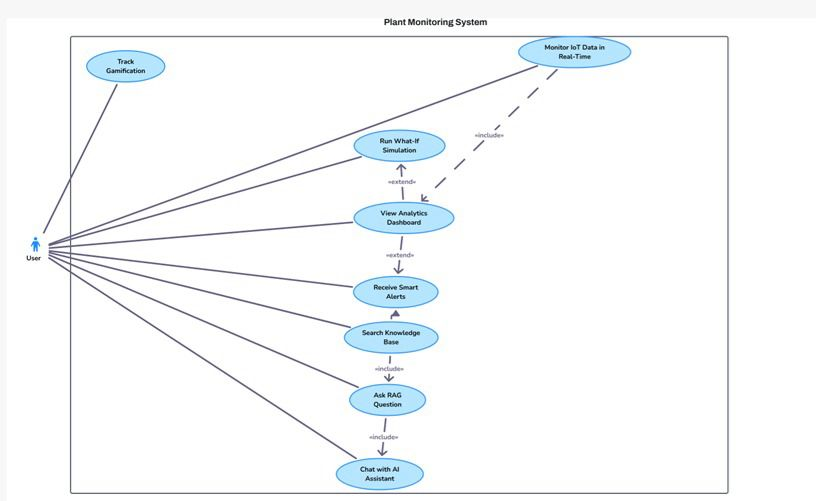 Plant Monitoring System
Track
Gamification
Monitor IoT Data in
Real-Time
«include»
Run What-If
Simulation
«extend»
View Analytics
Dashboard
User
«extend»
Receive Smart
Alerts
Search Knowledge
Base
«include»
Ask RAG
Question
«include»
Chat with AI
Assistant